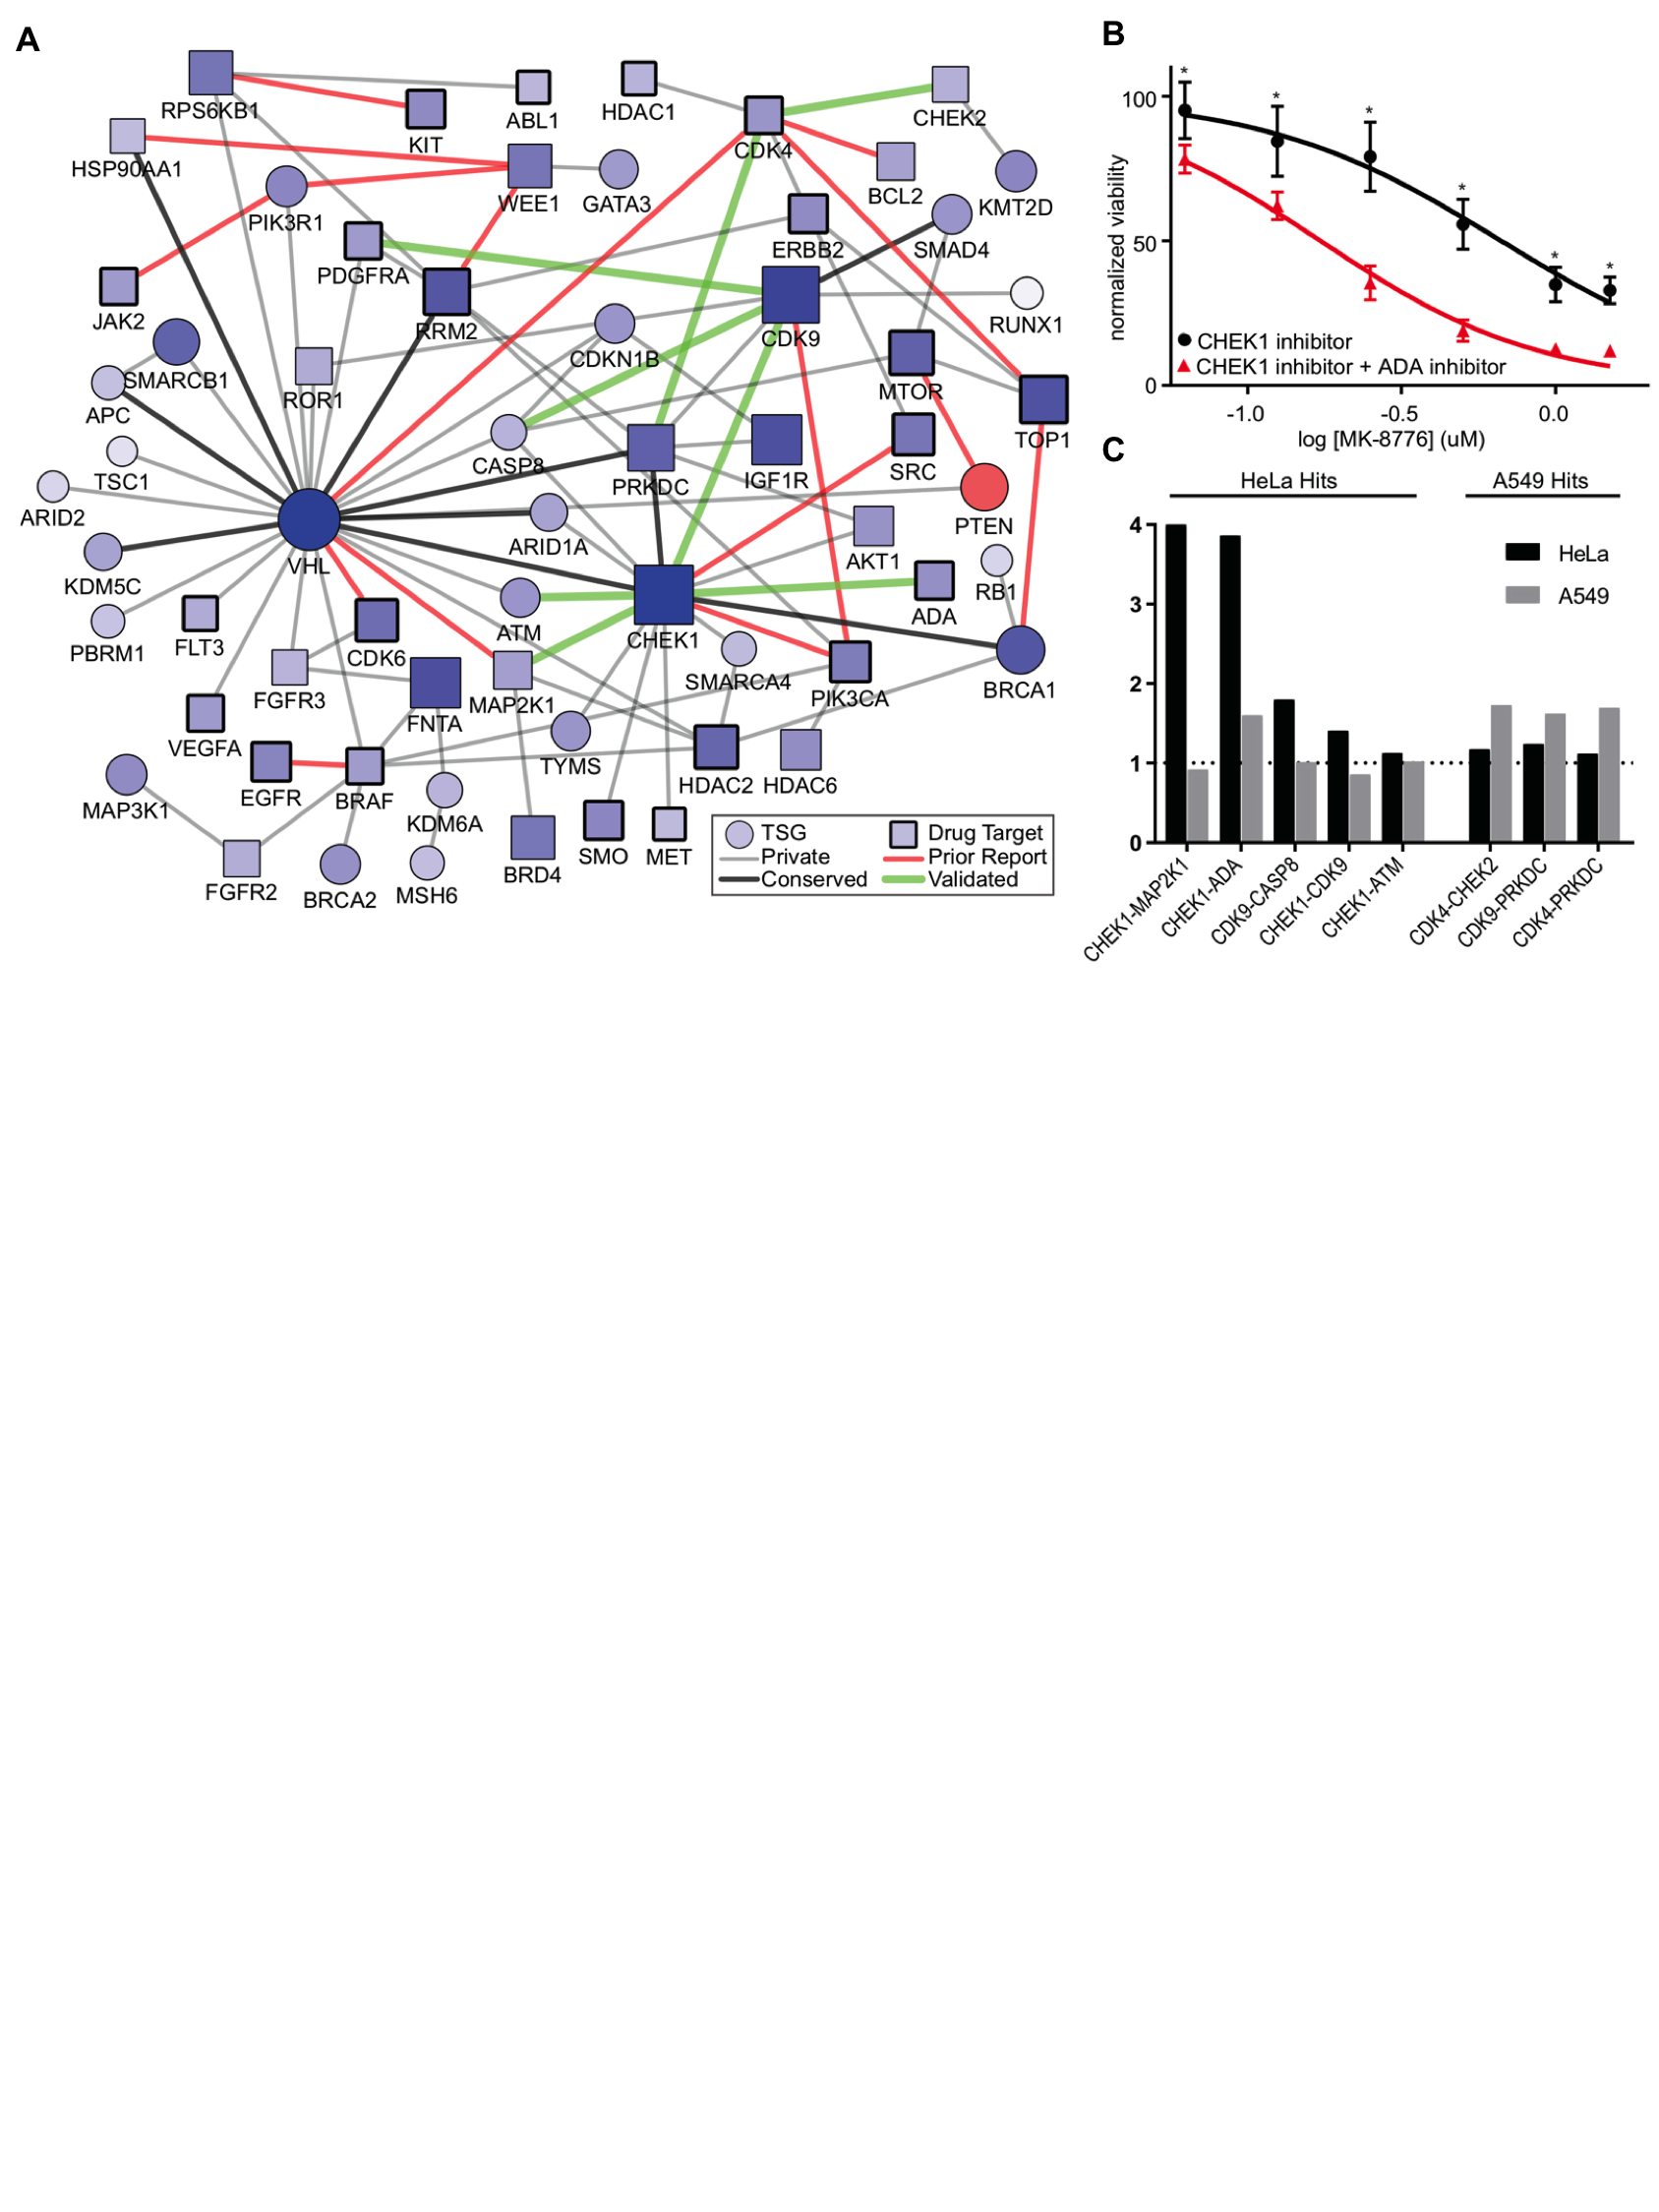 A
RPS6KB1
KIT
ABL1
HDAC1
CDK4
CHEK2
HSP90AA1
PIK3R1
WEE1
GATA3
BCL2
KMT2D
JAK2
PDGFRA
RRM2
ERBB2
SMAD4
SMARCB1
APC
ROR1
CDKN1B
CDK9
RUNX1
MTOR
TOP1
TSC1
ARID2
CASP8
PRKDC
IGF1R
SRC
PTEN
KDM5C
VHL
ARID1A
AKT1
RB1
PBRM1
FLT3
CDK6
ATM
CHEK1
ADA
BRCA1
FGFR3
FNTA
MAP2K1
SMARCA4
PIK3CA
VEGFA
TYMS
HDAC2
HDAC6
MAP3K1
EGFR
BRAF
KDM6A
FGFR2
BRCA2
MSH6
BRD4
SMO
MET
TSG
Drug Target
Private
Prior Report
Conserved
Validated
B
normalized viability
100
50
0
* * * * * *
CHEK1 inhibitor
CHEK1 inhibitor + ADA inhibitor
-1.0 -0.5 0.0
log [MK-8776] (uM)
C
HeLa Hits
A549 Hits
4
3
2
1
0
HeLa
A549
CHEK1-MAP2K1
CHEK1-ADA
CDK9-CASP8
CHEK1-CDK9
CHEK1-ATM
CDK4-CHEK2
CDK9-PRKDC
CDK4-PRKDC